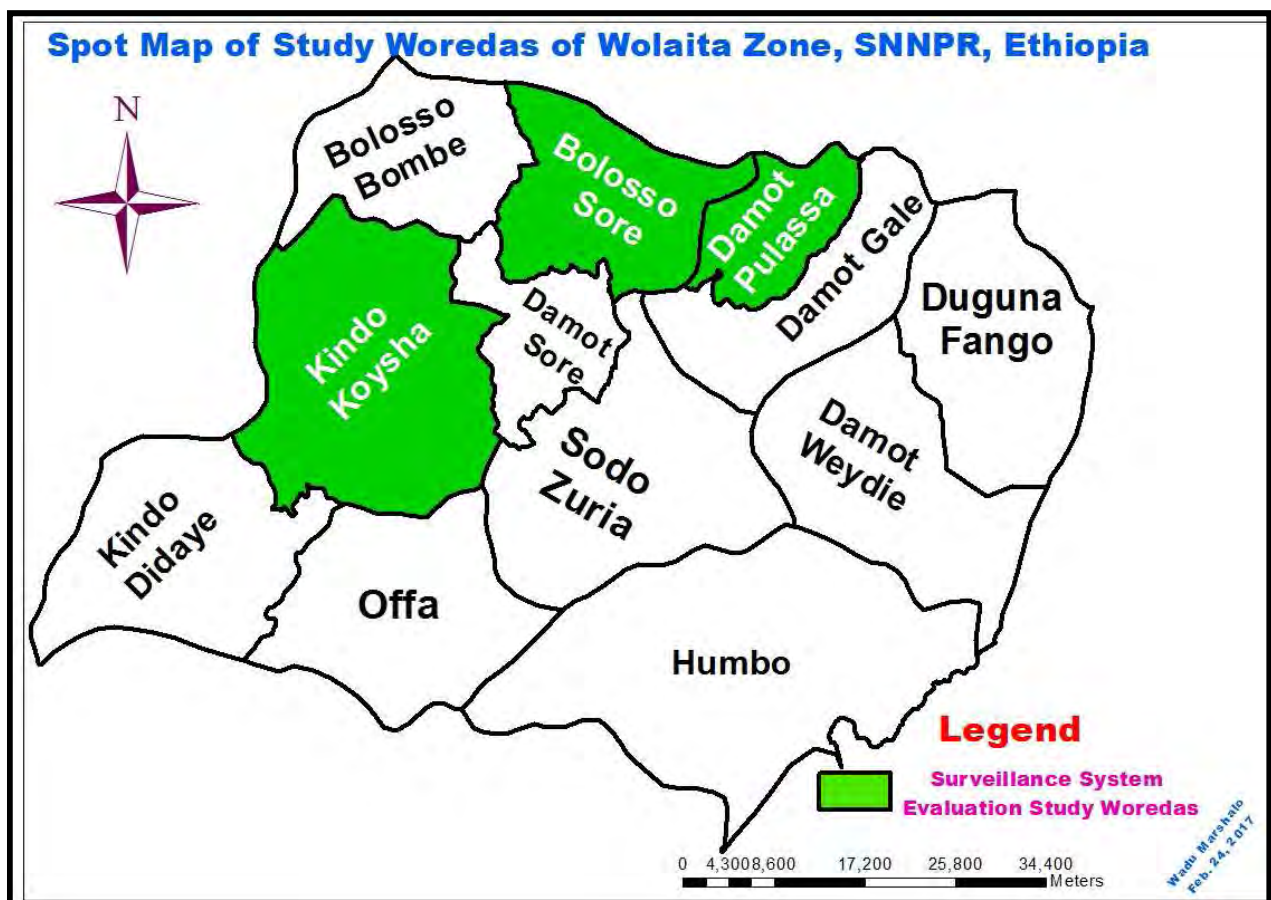 Spot Map of Study Woredas of Wolaita Zone, SNNPR, Ethiopia
N
Bolosso
Bombe
Bolosso
Sore
Damot
Pulassa
Damot Gale
Duguna
Fango
Kindo
Koysha
Damot
Sore
Sodo
Zuria
Damot
Weydie
Kindo
Didaye
Offa
Humbo
Legend
Surveillance System
Evaluation Study Woredas
0 4,3008,600 17,200 25,800 34,400
Meters
Wadu Marshalo
Feb. 24, 2017